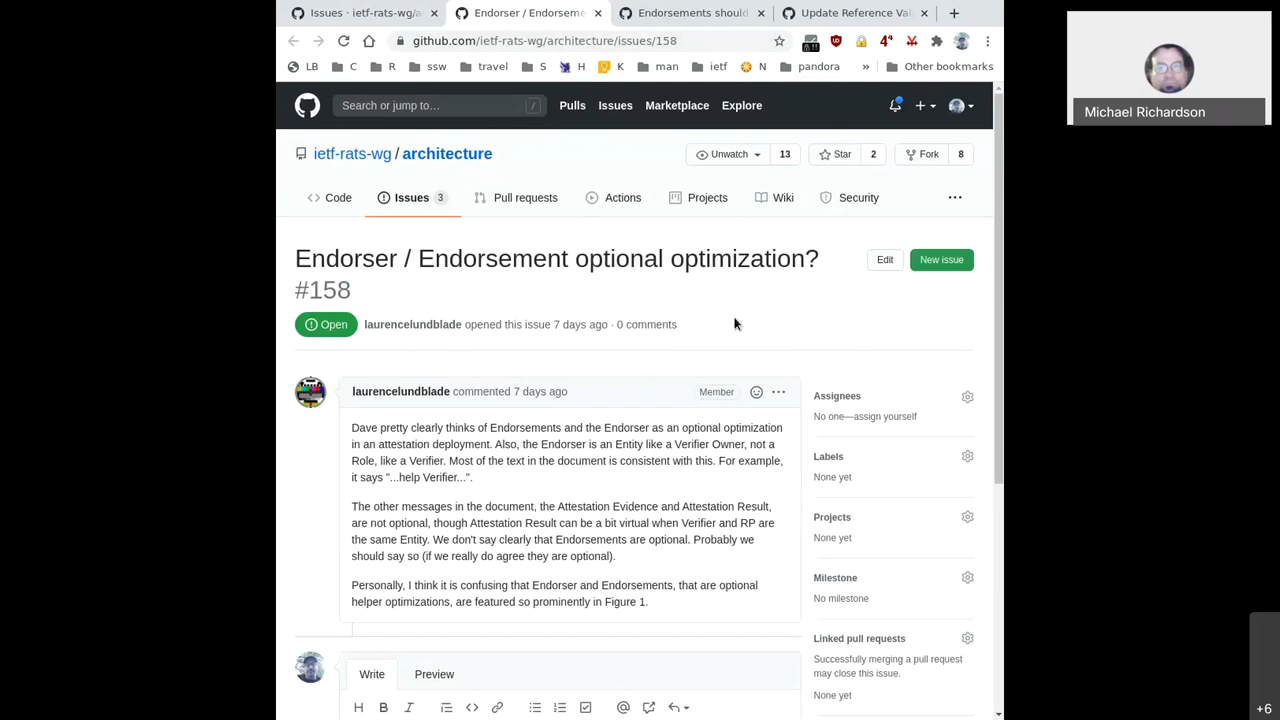 Issues · ietf-rats-wg/a
Endorser / Endorseme
Endorsements should
Update Reference Val
github.com/ietf-rats-wg/architecture/issues/158
LB C R ssw travel S H K man ietf N pandora » Other bookmarks
Search or jump to… / Pulls Issues Marketplace Explore
ietf-rats-wg / architecture Unwatch 13 Star 2 Fork 8
Code Issues 3 Pull requests Actions Projects Wiki Security
Endorser / Endorsement optional optimization?
#158
Edit New issue
Open laurencelundblade opened this issue 7 days ago · 0 comments
laurencelundblade commented 7 days ago Member
Dave pretty clearly thinks of Endorsements and the Endorser as an optional optimization
in an attestation deployment. Also, the Endorser is an Entity like a Verifier Owner, not a
Role, like a Verifier. Most of the text in the document is consistent with this. For example,
it says "...help Verifier...".
The other messages in the document, the Attestation Evidence and Attestation Result,
are not optional, though Attestation Result can be a bit virtual when Verifier and RP are
the same Entity. We don't say clearly that Endorsements are optional. Probably we
should say so (if we really do agree they are optional).
Personally, I think it is confusing that Endorser and Endorsements, that are optional
helper optimizations, are featured so prominently in Figure 1.
Write Preview
H B I
Assignees
No one—assign yourself
Labels
None yet
Projects
None yet
Milestone
No milestone
Linked pull requests
Successfully merging a pull request
may close this issue.
None yet
Michael Richardson
+6